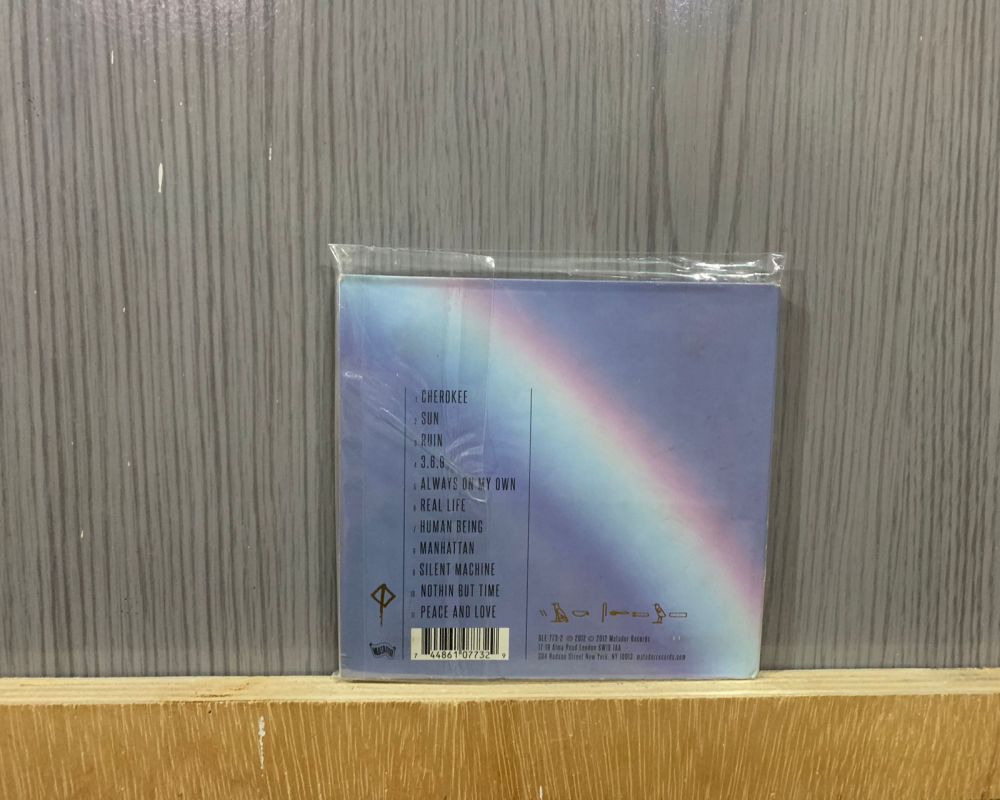 1 CHEROKEE
2 SUN
3 RUIN
4 3.6.6
5 ALWAYS ON MY OWN
6 REAL LIFE
7 HUMAN BEING
8 MANHATTAN
9 SILENT MACHINE
10 NOTHIN BUT TIME
11 PEACE AND LOVE
MATADOR
7 44861 07732 9
OLE 773-2 ℗ 2012 © 2012 Matador Records
17-19 Alma Road London SW18 1AA
304 Hudson Street New York, NY 10013 matadorrecords.com